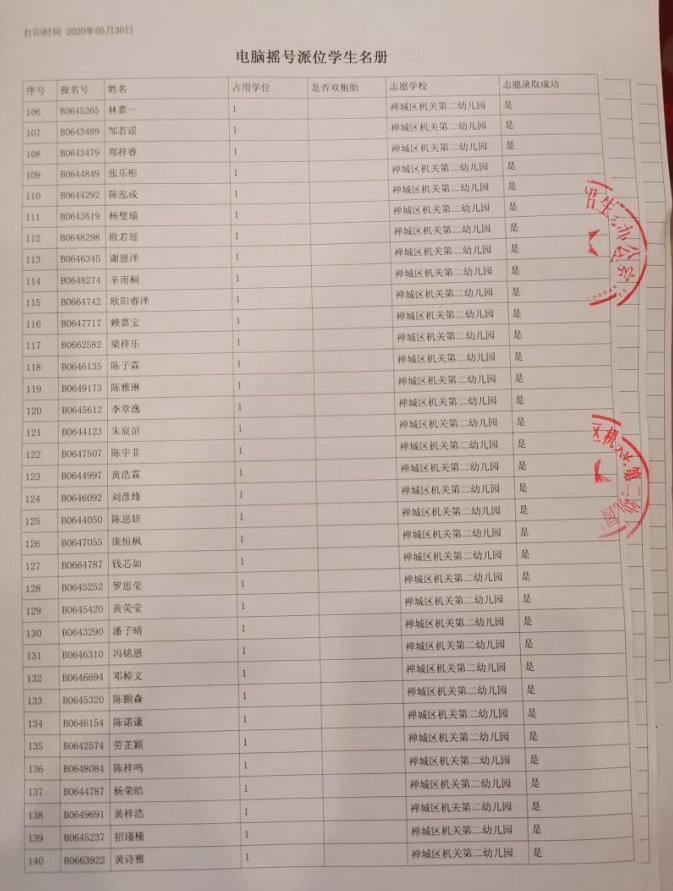 打印时间 2020年05月30日
电脑摇号派位学生名册
序号 报名号 姓名 占用学位 是否双胞胎 志愿学校 志愿录取成功
106 B0645265 林嘉一 1 禅城区机关第二幼儿园 是
107 B0643489 邹若谣 1 禅城区机关第二幼儿园 是
108 B0643479 郑梓睿 1 禅城区机关第二幼儿园 是
109 B0644849 张乐彤 1 禅城区机关第二幼儿园 是
110 B0644292 陈泓成 1 禅城区机关第二幼儿园 是
111 B0643619 杨璧瑜 1 禅城区机关第二幼儿园 是
112 B0648298 欧若瑶 1 禅城区机关第二幼儿园 是
113 B0646345 谢恩泽 1 禅城区机关第二幼儿园 是
114 B0648274 辛雨桐 1 禅城区机关第二幼儿园 是
115 B0664742 欧阳睿泽 1 禅城区机关第二幼儿园 是
116 B0647717 赖嘉宝 1 禅城区机关第二幼儿园 是
117 B0662582 梁梓乐 1 禅城区机关第二幼儿园 是
118 B0646135 陈子霖 1 禅城区机关第二幼儿园 是
119 B0649173 陈雅琳 1 禅城区机关第二幼儿园 是
120 B0645612 李章逸 1 禅城区机关第二幼儿园 是
121 B0644123 朱宸谊 1 禅城区机关第二幼儿园 是
122 B0647507 陈宇非 1 禅城区机关第二幼儿园 是
123 B0644997 黄浩霖 1 禅城区机关第二幼儿园 是
124 B0646092 刘彦烽 1 禅城区机关第二幼儿园 是
125 B0644050 陈思妍 1 禅城区机关第二幼儿园 是
126 B0647055 庞恒枫 1 禅城区机关第二幼儿园 是
127 B0664787 钱芯如 1 禅城区机关第二幼儿园 是
128 B0645252 罗思莹 1 禅城区机关第二幼儿园 是
129 B0645420 黄荧莹 1 禅城区机关第二幼儿园 是
130 B0643290 潘子晴 1 禅城区机关第二幼儿园 是
131 B0646310 冯铭恩 1 禅城区机关第二幼儿园 是
132 B0646694 邓棹文 1 禅城区机关第二幼儿园 是
133 B0645320 陈颢森 1 禅城区机关第二幼儿园 是
134 B0646154 陈诺谦 1 禅城区机关第二幼儿园 是
135 B0642574 劳芷颖 1 禅城区机关第二幼儿园 是
136 B0648084 陈梓鸣 1 禅城区机关第二幼儿园 是
137 B0644787 杨荣皓 1 禅城区机关第二幼儿园 是
138 B0649691 黄梓浩 1 禅城区机关第二幼儿园 是
139 B0645237 招瑾橦 1 禅城区机关第二幼儿园 是
140 B0663922 黄诗雅 1 禅城区机关第二幼儿园 是